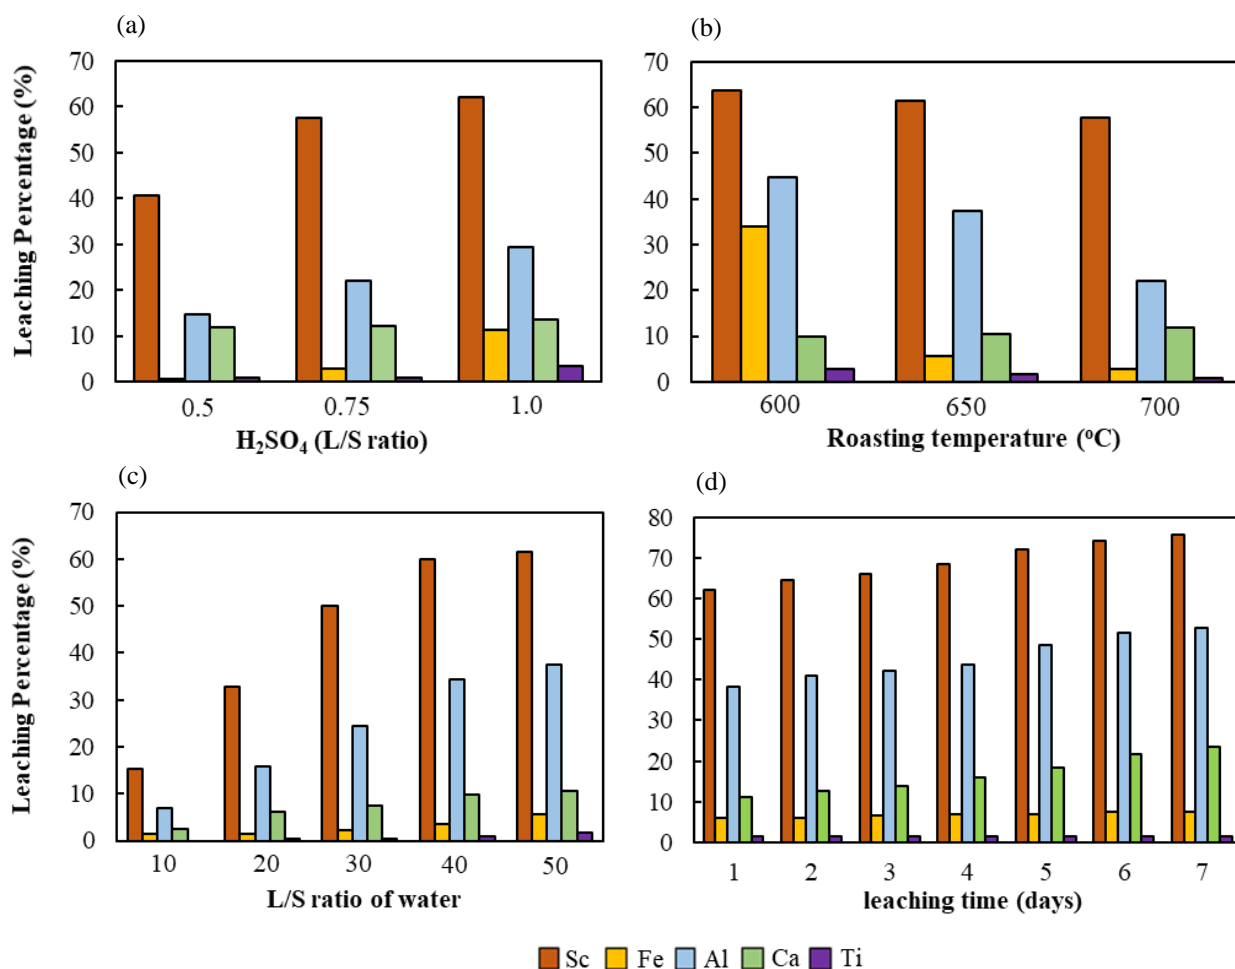 (a)
70
60
50
40
30
20
10
0
Leaching Percentage (%)
0.5 0.75 1.0
H₂SO₄ (L/S ratio)
(b)
70
60
50
40
30
20
10
0
600 650 700
Roasting temperature (ºC)
(c)
70
60
50
40
30
20
10
0
Leaching Percentage (%)
10 20 30 40 50
L/S ratio of water
(d)
80
70
60
50
40
30
20
10
0
1 2 3 4 5 6 7
leaching time (days)
Sc Fe Al Ca Ti